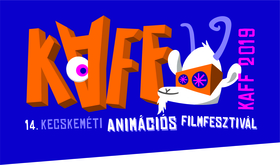 KAFF
KAFF 2019
14. KECSKEMÉTI ANIMÁCIÓS FILMFESZTIVÁL